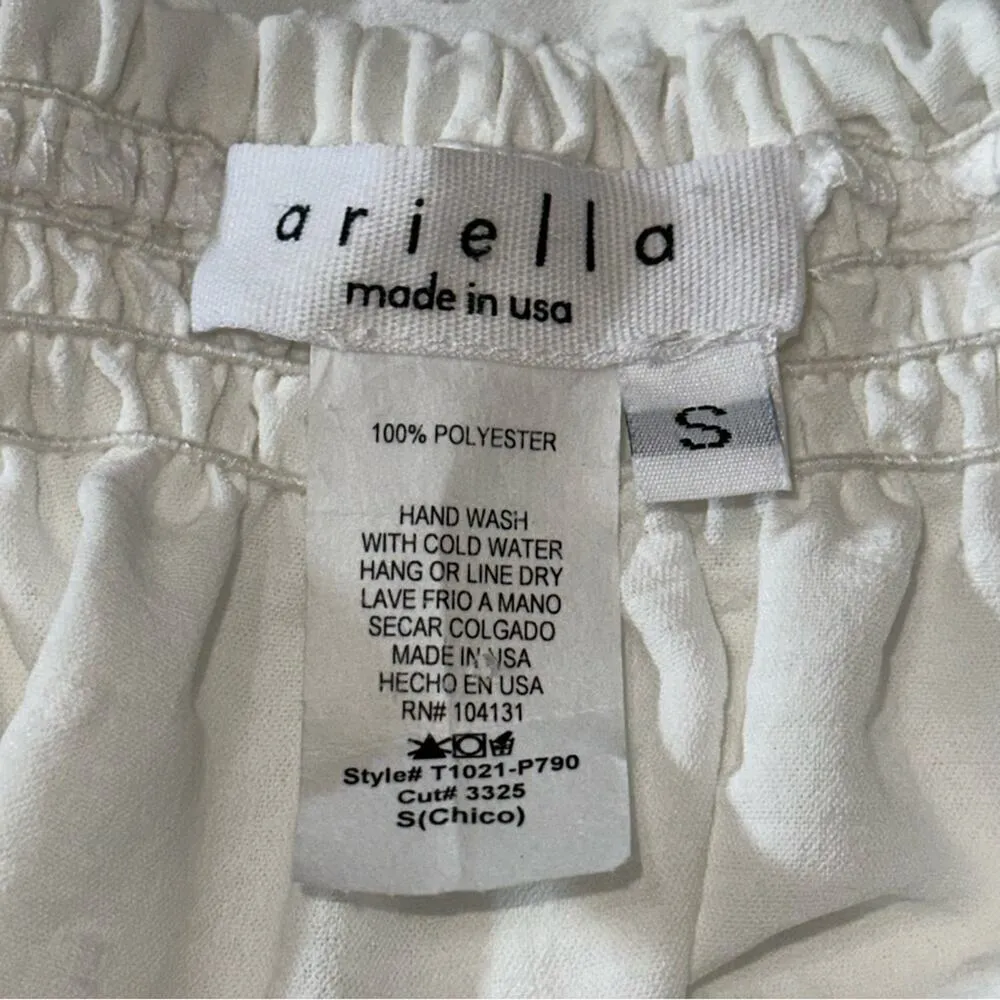 ariella
made in usa
S
100% POLYESTER
HAND WASH
WITH COLD WATER
HANG OR LINE DRY
LAVE FRIO A MANO
SECAR COLGADO
MADE IN USA
HECHO EN USA
RN# 104131
Style# T1021-P790
Cut# 3325
S(Chico)